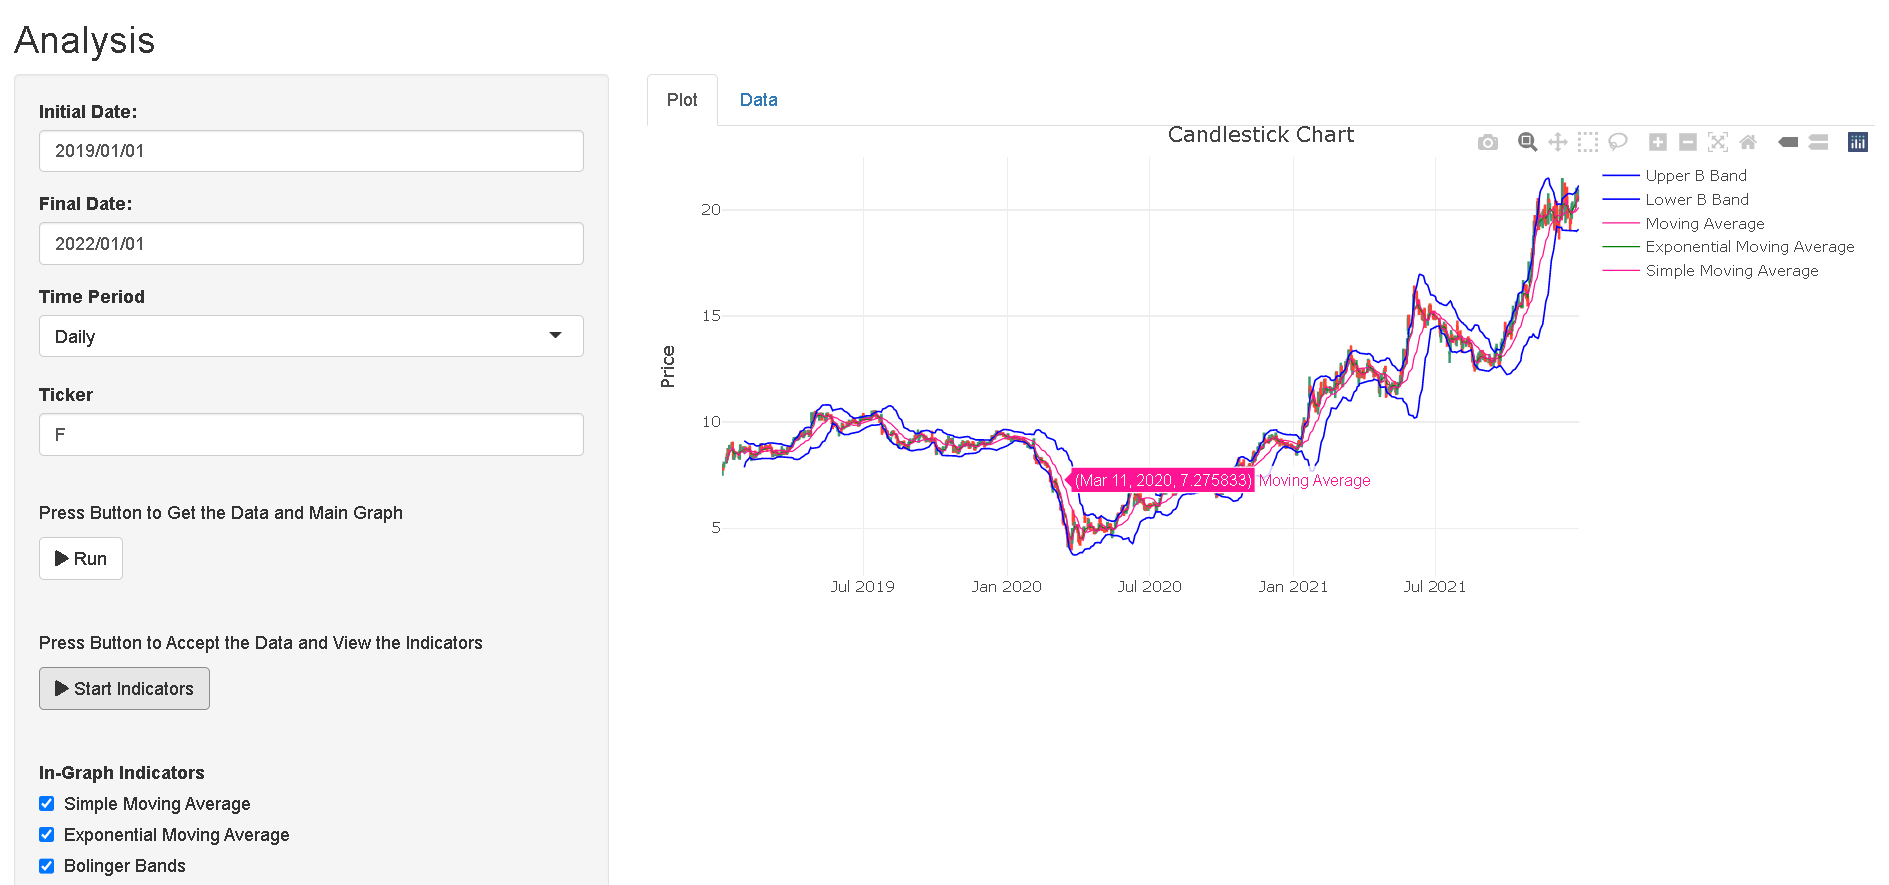 Analysis
Initial Date:
2019/01/01
Final Date:
2022/01/01
Time Period
Daily
Ticker
F
Press Button to Get the Data and Main Graph
Run
Press Button to Accept the Data and View the Indicators
Start Indicators
In-Graph Indicators
Simple Moving Average
Exponential Moving Average
Bolinger Bands
Plot
Data
Candlestick Chart
Upper B Band
Lower B Band
Moving Average
Exponential Moving Average
Simple Moving Average
Price
20
15
10
5
(Mar 11, 2020, 7.275833) Moving Average
Jul 2019
Jan 2020
Jul 2020
Jan 2021
Jul 2021